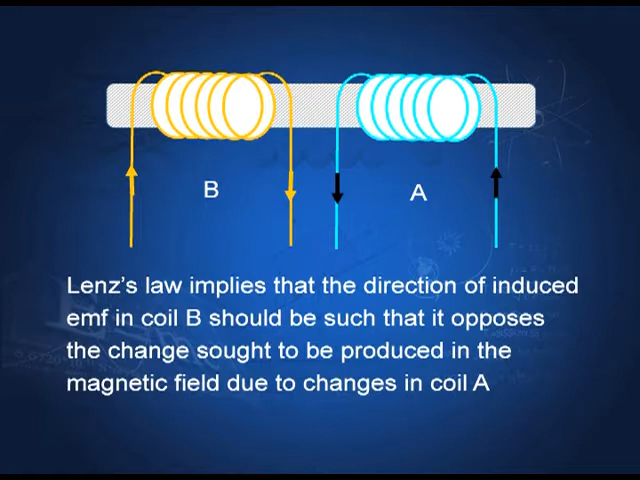 B
A
Lenz's law implies that the direction of induced
emf in coil B should be such that it opposes
the change sought to be produced in the
magnetic field due to changes in coil A